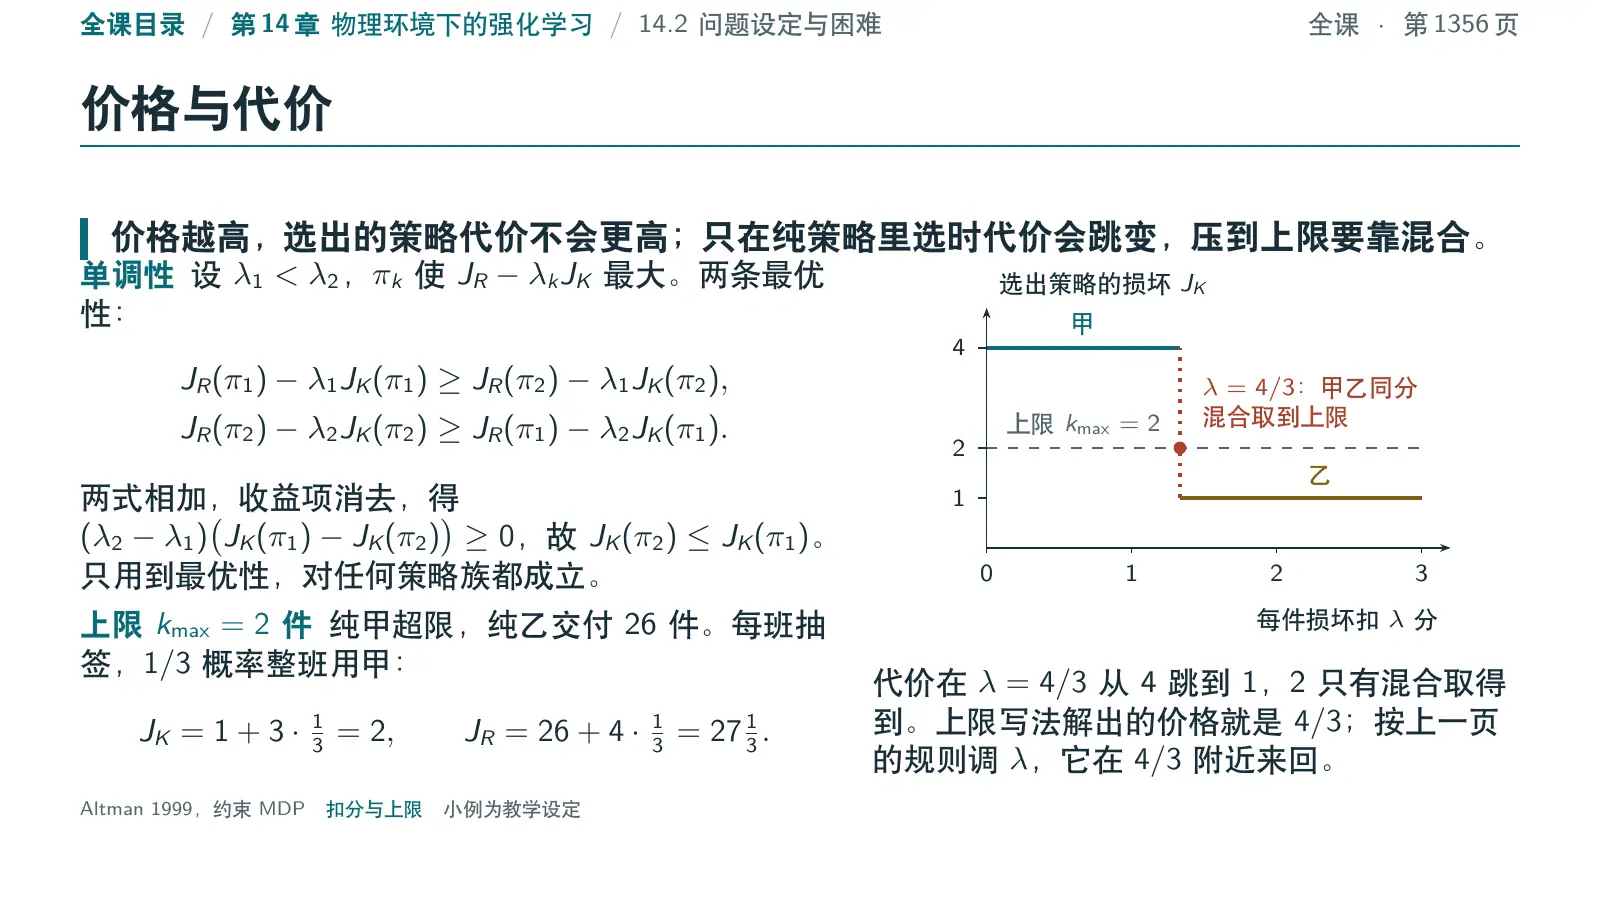 全课目录 / 第 14 章 物理环境下的强化学习 / 14.2 问题设定与困难
全课 · 第 1356 页
价格与代价
价格越高，选出的策略代价不会更高；只在纯策略里选时代价会跳变，压到上限要靠混合。
单调性 设 λ₁ < λ₂，π_k 使 J_R − λ_k J_K 最大。两条最优
性：
J_R(π₁) − λ₁J_K(π₁) ≥ J_R(π₂) − λ₁J_K(π₂),
J_R(π₂) − λ₂J_K(π₂) ≥ J_R(π₁) − λ₂J_K(π₁).
两式相加，收益项消去，得
(λ₂ − λ₁)(J_K(π₁) − J_K(π₂)) ≥ 0，故 J_K(π₂) ≤ J_K(π₁)。
只用到最优性，对任何策略族都成立。
上限 k_max = 2 件 纯甲超限，纯乙交付 26 件。每班抽
签，1/3 概率整班用甲：
J_K = 1 + 3 · 1/3 = 2, J_R = 26 + 4 · 1/3 = 27 1/3.
选出策略的损坏 J_K
甲
4
λ = 4/3：甲乙同分
混合取到上限
上限 k_max = 2
2
乙
1
0 1 2 3
每件损坏扣 λ 分
代价在 λ = 4/3 从 4 跳到 1，2 只有混合取得
到。上限写法解出的价格就是 4/3；按上一页
的规则调 λ，它在 4/3 附近来回。
Altman 1999，约束 MDP 扣分与上限 小例为教学设定